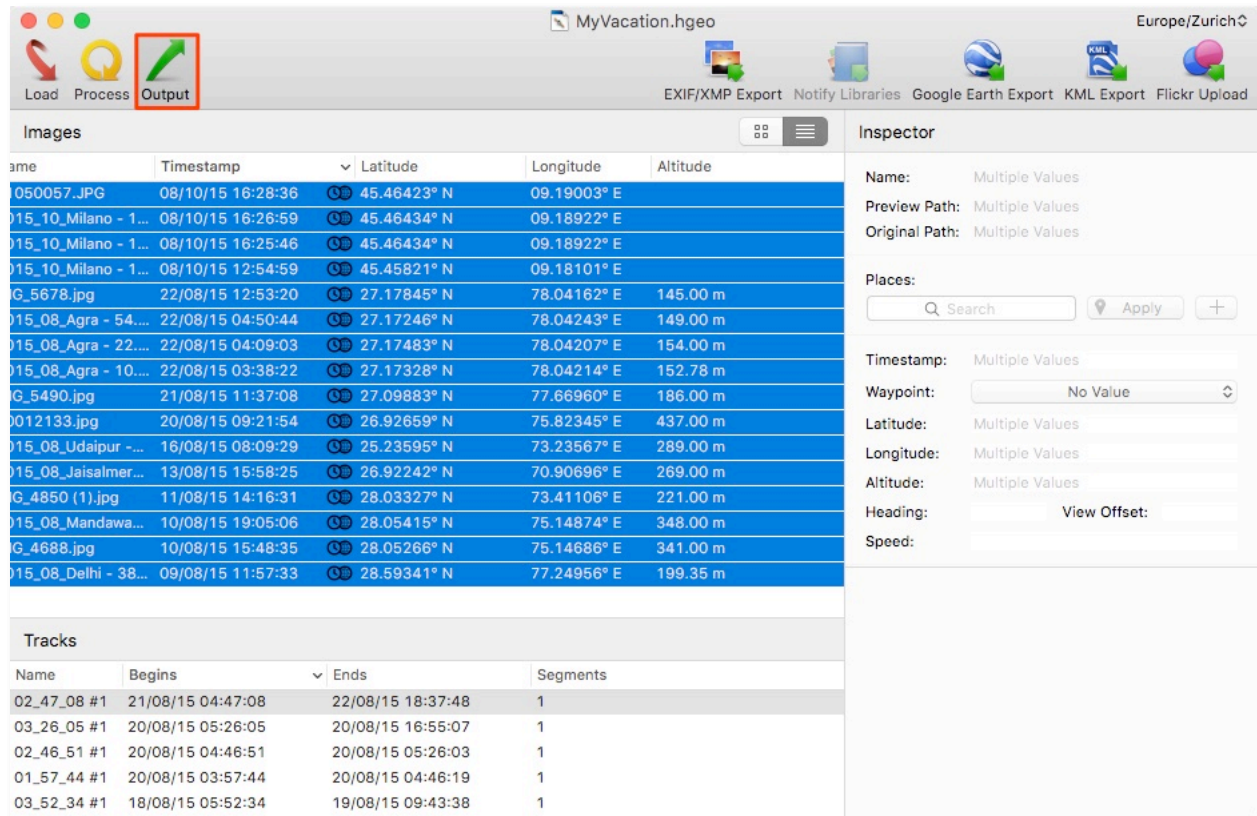 MyVacation.hgeo
Europe/Zurich
Load Process Output
EXIF/XMP Export Notify Libraries Google Earth Export KML Export Flickr Upload
Images
ame Timestamp Latitude Longitude Altitude
1050057.JPG 08/10/15 16:28:36 45.46423° N 09.19003° E
015_10_Milano - 1... 08/10/15 16:26:59 45.46434° N 09.18922° E
015_10_Milano - 1... 08/10/15 16:25:46 45.46434° N 09.18922° E
015_10_Milano - 1... 08/10/15 12:54:59 45.45821° N 09.18101° E
IG_5678.jpg 22/08/15 12:53:20 27.17845° N 78.04162° E 145.00 m
015_08_Agra - 54.... 22/08/15 04:50:44 27.17246° N 78.04243° E 149.00 m
015_08_Agra - 22.... 22/08/15 04:09:03 27.17483° N 78.04207° E 154.00 m
015_08_Agra - 10.... 22/08/15 03:38:22 27.17328° N 78.04214° E 152.78 m
IG_5490.jpg 21/08/15 11:37:08 27.09883° N 77.66960° E 186.00 m
0012133.jpg 20/08/15 09:21:54 26.92659° N 75.82345° E 437.00 m
015_08_Udaipur -... 16/08/15 08:09:29 25.23595° N 73.23567° E 289.00 m
015_08_Jaisalmer... 13/08/15 15:58:25 26.92242° N 70.90696° E 269.00 m
IG_4850 (1).jpg 11/08/15 14:16:31 28.03327° N 73.41106° E 221.00 m
015_08_Mandawa... 10/08/15 19:05:06 28.05415° N 75.14874° E 348.00 m
IG_4688.jpg 10/08/15 15:48:35 28.05266° N 75.14686° E 341.00 m
015_08_Delhi - 38... 09/08/15 11:57:33 28.59341° N 77.24956° E 199.35 m
Tracks
Name Begins Ends Segments
02_47_08 #1 21/08/15 04:47:08 22/08/15 18:37:48 1
03_26_05 #1 20/08/15 05:26:05 20/08/15 16:55:07 1
02_46_51 #1 20/08/15 04:46:51 20/08/15 05:26:03 1
01_57_44 #1 20/08/15 03:57:44 20/08/15 04:46:19 1
03_52_34 #1 18/08/15 05:52:34 19/08/15 09:43:38 1
Inspector
Name: Multiple Values
Preview Path: Multiple Values
Original Path: Multiple Values
Places:
Search Apply +
Timestamp: Multiple Values
Waypoint: No Value
Latitude: Multiple Values
Longitude: Multiple Values
Altitude: Multiple Values
Heading: View Offset:
Speed: